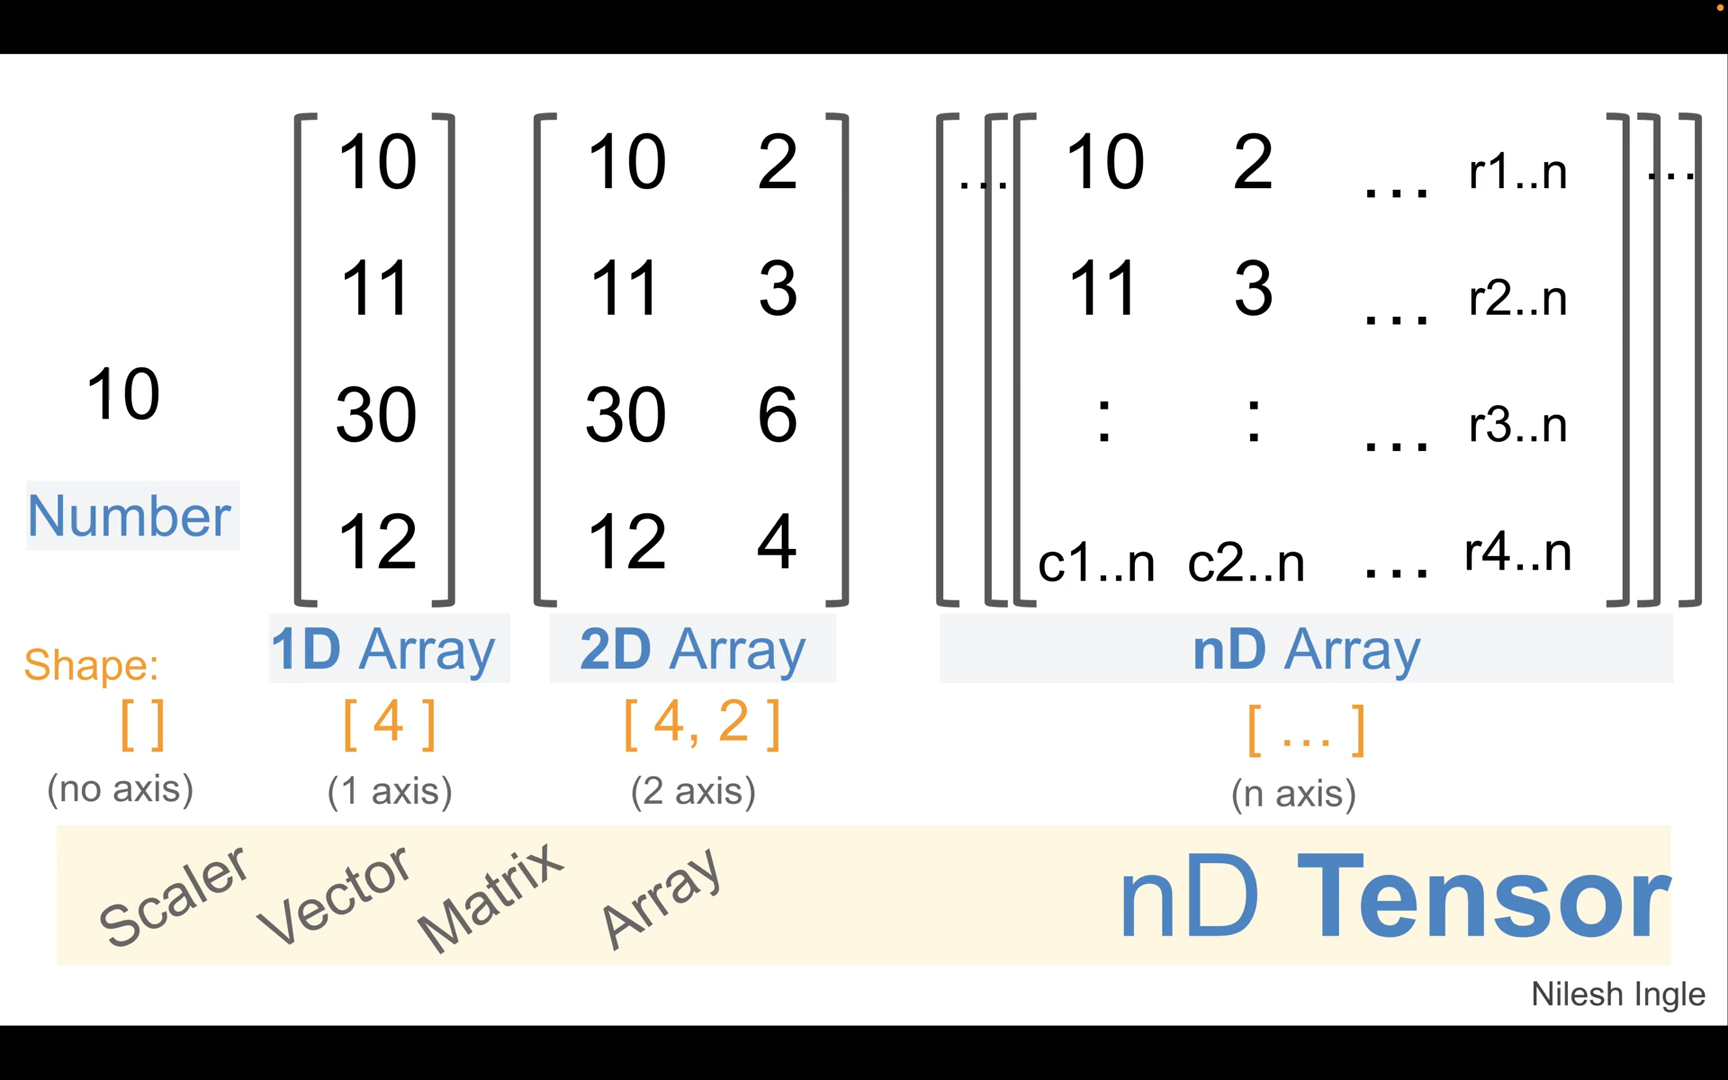 10
Number
10
11
30
12
1D Array
10 2
11 3
30 6
12 4
2D Array
... 10 2 ... r1..n ...
11 3 ... r2..n
: : ... r3..n
c1..n c2..n ... r4..n
nD Array
Shape:
[ ] [ 4 ] [ 4, 2 ] [ ... ]
(no axis) (1 axis) (2 axis) (n axis)
Scaler Vector Matrix Array nD Tensor
Nilesh Ingle